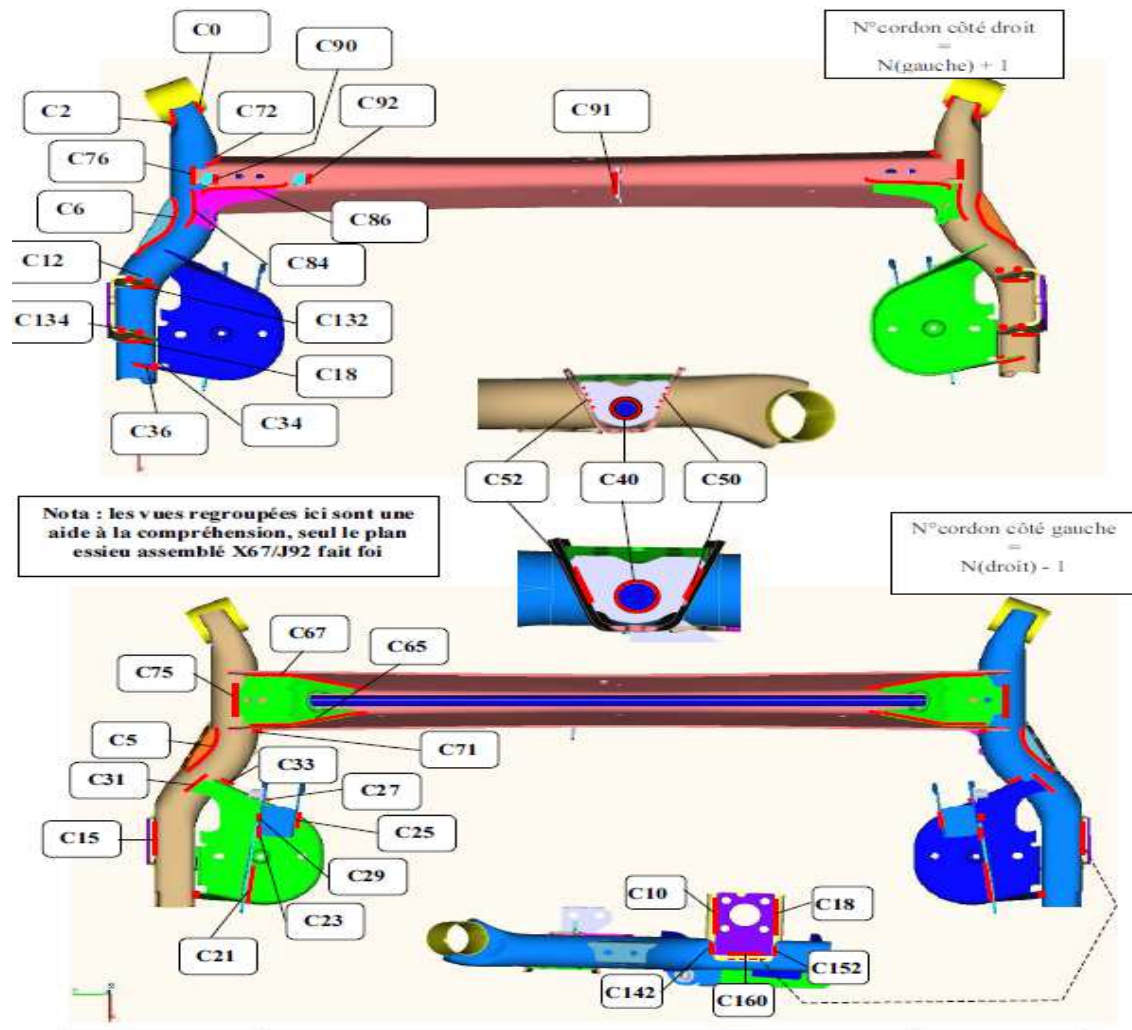 C0
C90
N°cordon côté droit
=
N(gauche) + 1
C2
C72
C92
C91
C76
C6
C86
C12
C84
C134
C132
C18
C36
C34
C52
C40
C50
Nota : les vues regroupées ici sont une
aide à la compréhension, seul le plan
essieu assemblé X67/J92 fait foi
N°cordon côté gauche
=
N(droit) - 1
C67
C65
C75
C5
C71
C31
C33
C27
C15
C25
C29
C23
C21
C10
C18
C142
C152
C160